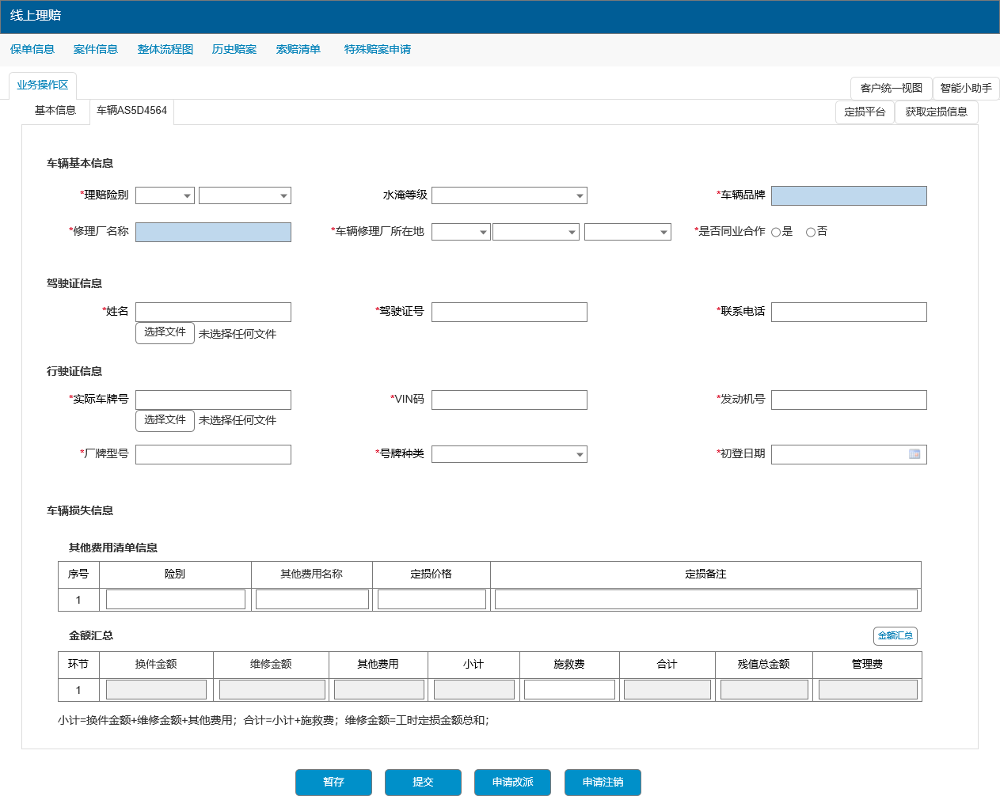 线上理赔
保单信息 案件信息 整体流程图 历史赔案 索赔清单 特殊赔案申请
业务操作区 客户统一视图 智能小助手
基本信息 车辆AS5D4564 定损平台 获取定损信息
车辆基本信息
*理赔险别 水淹等级 *车辆品牌
*修理厂名称 *车辆修理厂所在地 *是否同业合作 是 否
驾驶证信息
*姓名 *驾驶证号 *联系电话
选择文件 未选择任何文件
行驶证信息
*实际车牌号 *VIN码 *发动机号
选择文件 未选择任何文件
*厂牌型号 *号牌种类 *初登日期
车辆损失信息
其他费用清单信息
序号 险别 其他费用名称 定损价格 定损备注
1
金额汇总 金额汇总
环节 换件金额 维修金额 其他费用 小计 施救费 合计 残值总金额 管理费
1
小计=换件金额+维修金额+其他费用；合计=小计+施救费；维修金额=工时定损金额总和；
暂存 提交 申请改派 申请注销